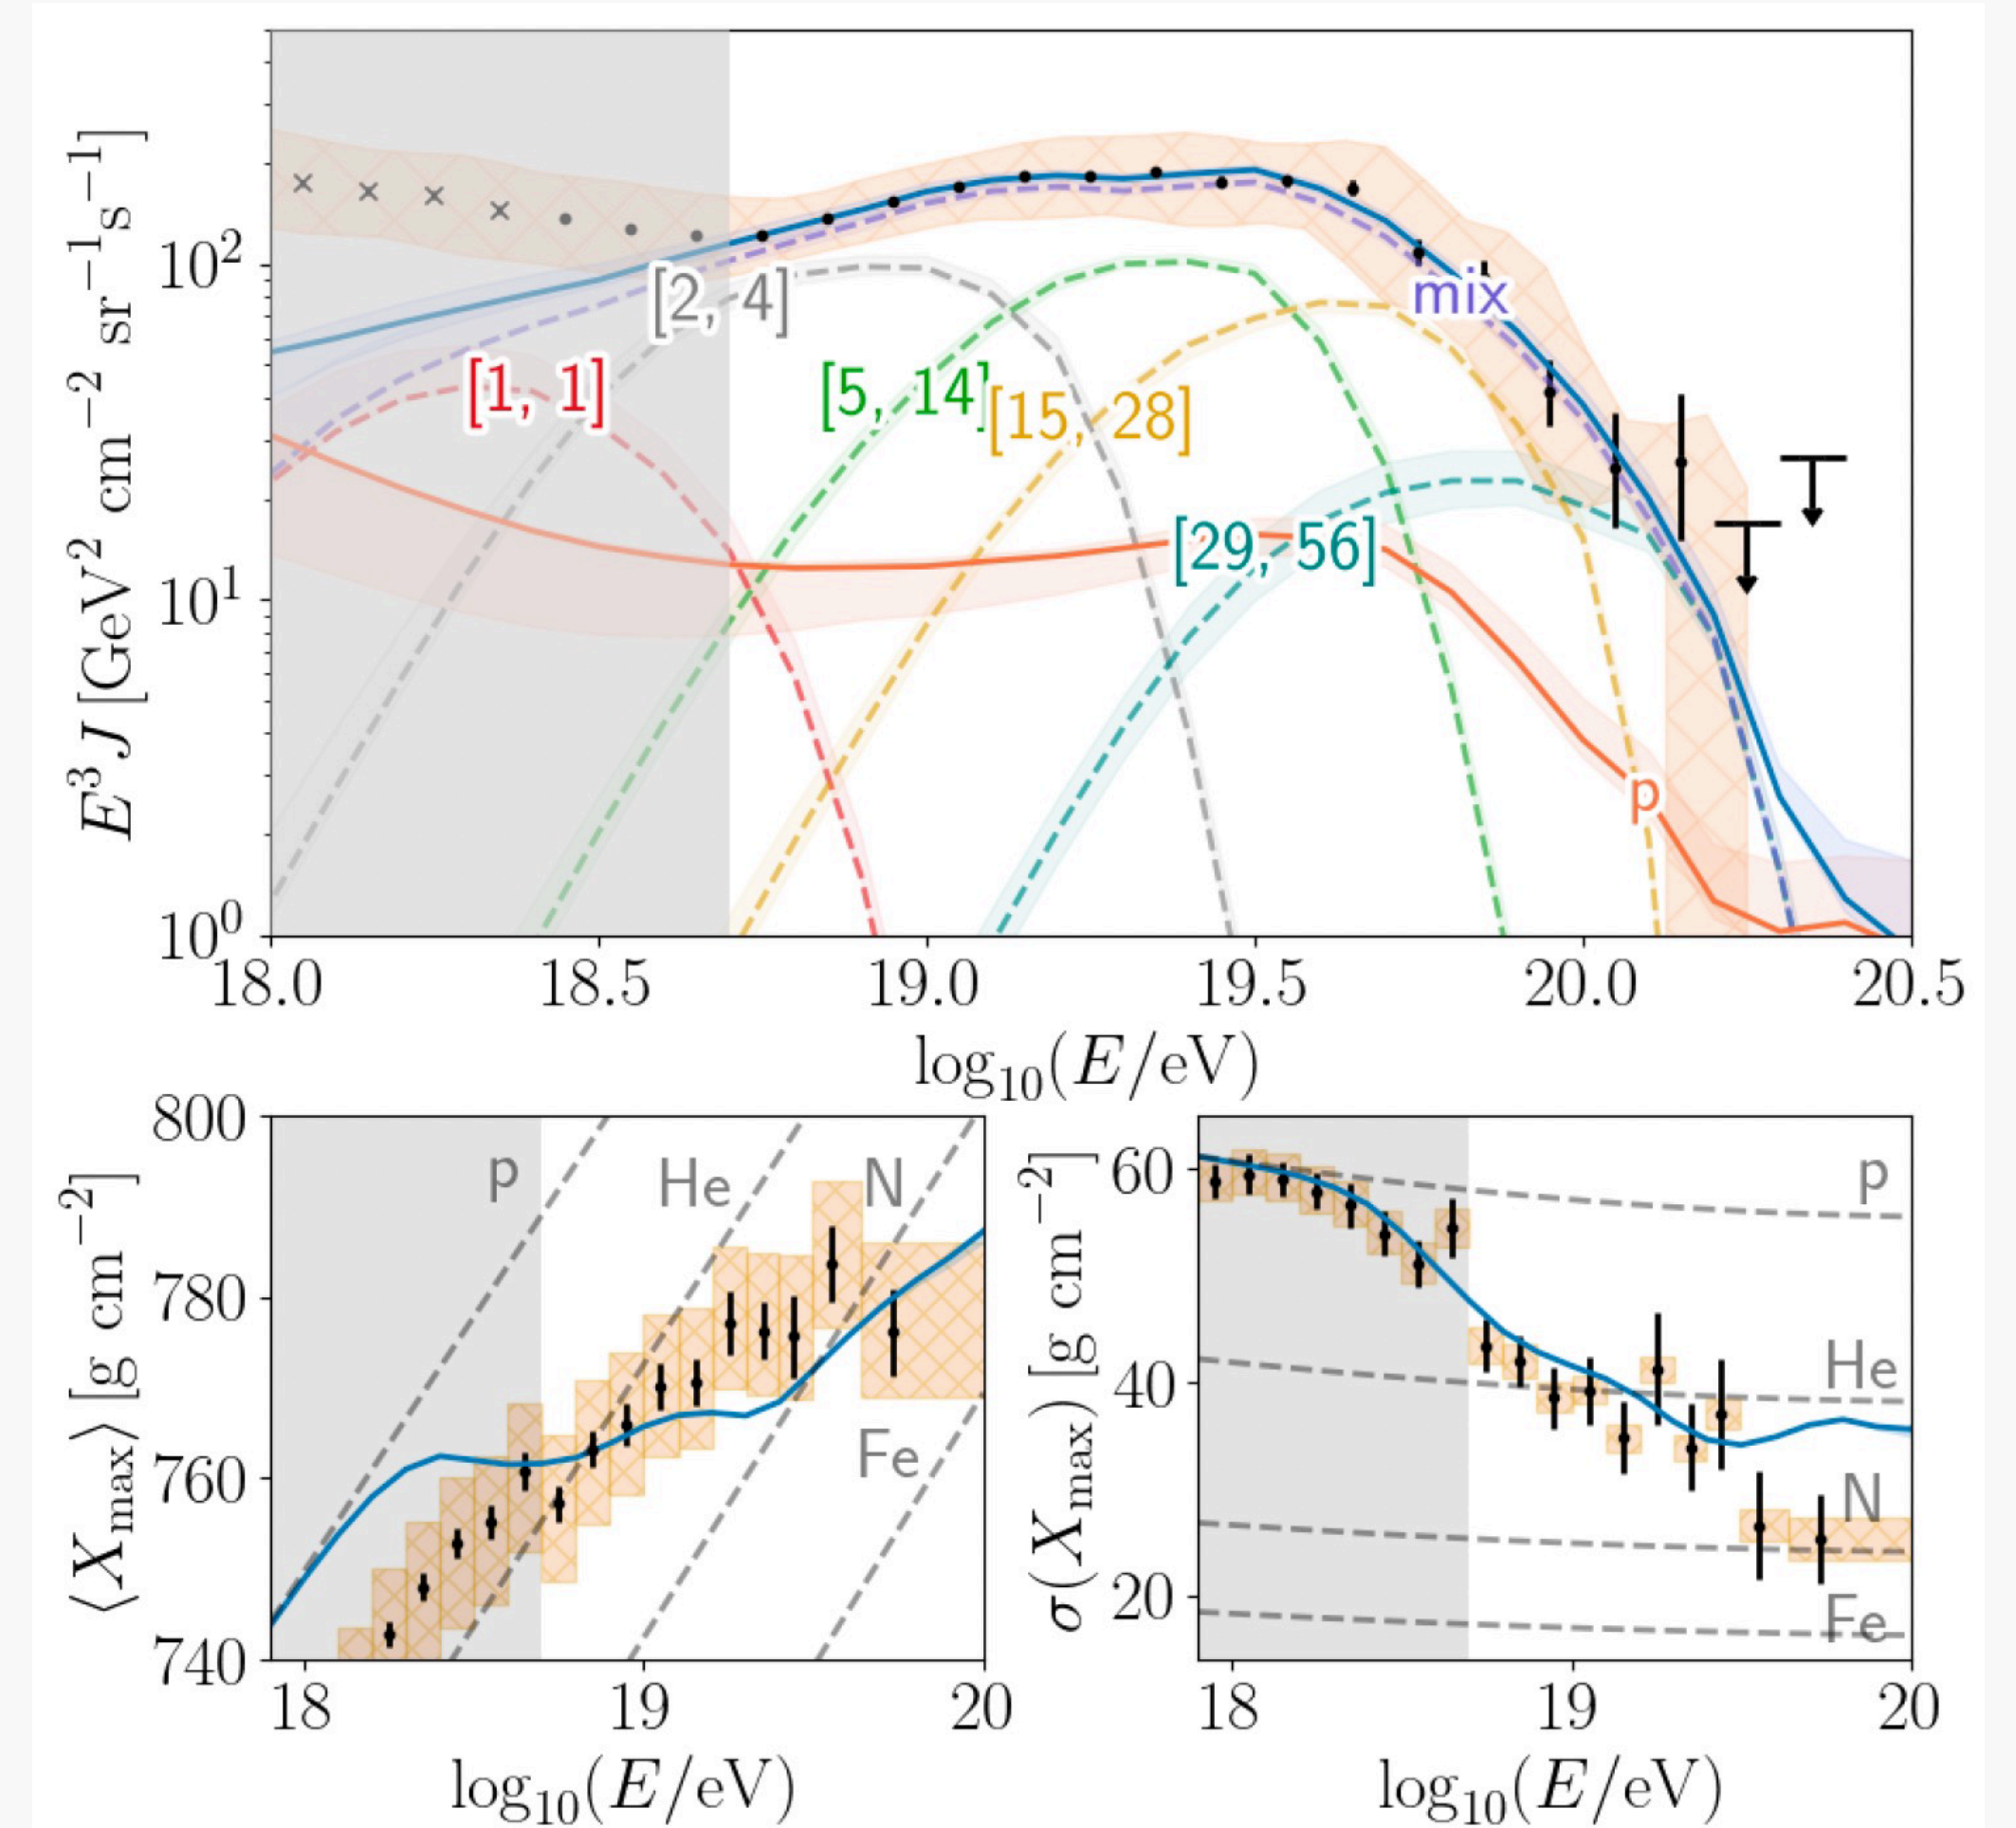 E³ J [GeV² cm⁻² sr⁻¹ s⁻¹]
10²
10¹
10⁰
[1, 1]
[2, 4]
[5, 14]
[15, 28]
[29, 56]
mix
p
18.0 18.5 19.0 19.5 20.0 20.5
log₁₀(E/eV)
⟨Xₘₐₓ⟩ [g cm⁻²]
800
780
760
740
p He N
Fe
18 19 20
log₁₀(E/eV)
σ(Xₘₐₓ) [g cm⁻²]
60
40
20
p
He
N
Fe
18 19 20
log₁₀(E/eV)